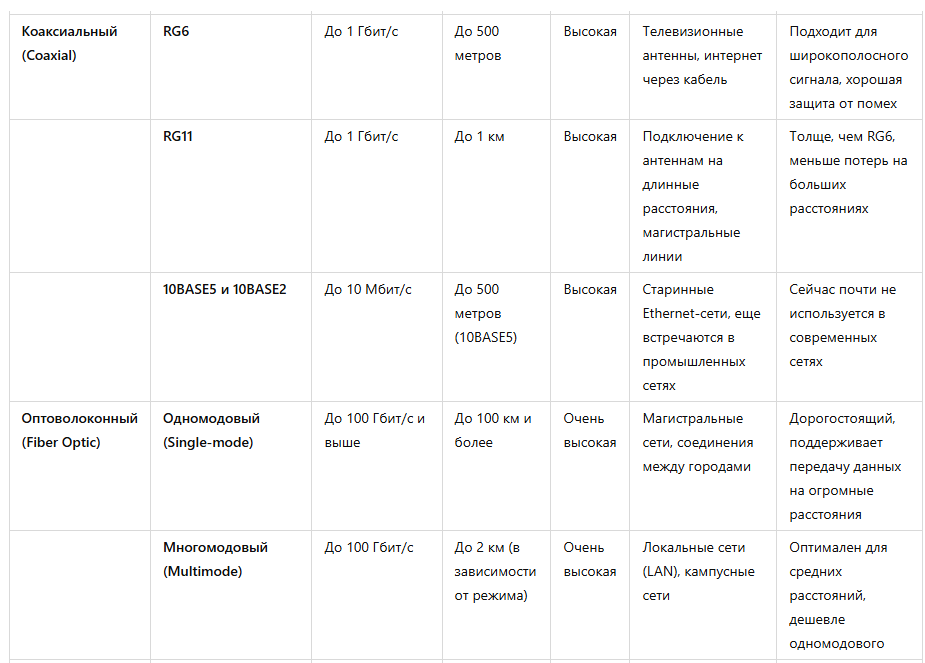 Коаксиальный
(Coaxial)
RG6
До 1 Гбит/с
До 500
метров
Высокая
Телевизионные
антенны, интернет
через кабель
Подходит для
широкополосного
сигнала, хорошая
защита от помех
RG11
До 1 Гбит/с
До 1 км
Высокая
Подключение к
антеннам на
длинные
расстояния,
магистральные
линии
Толще, чем RG6,
меньше потерь на
больших
расстояниях
10BASE5 и 10BASE2
До 10 Мбит/с
До 500
метров
(10BASE5)
Высокая
Старинные
Ethernet-сети, еще
встречаются в
промышленных
сетях
Сейчас почти не
используется в
современных
сетях
Оптоволоконный
(Fiber Optic)
Одномодовый
(Single-mode)
До 100 Гбит/с и
выше
До 100 км и
более
Очень
высокая
Магистральные
сети, соединения
между городами
Дорогостоящий,
поддерживает
передачу данных
на огромные
расстояния
Многомодовый
(Multimode)
До 100 Гбит/с
До 2 км (в
зависимости
от режима)
Очень
высокая
Локальные сети
(LAN), кампусные
сети
Оптимален для
средних
расстояний,
дешевле
одномодового